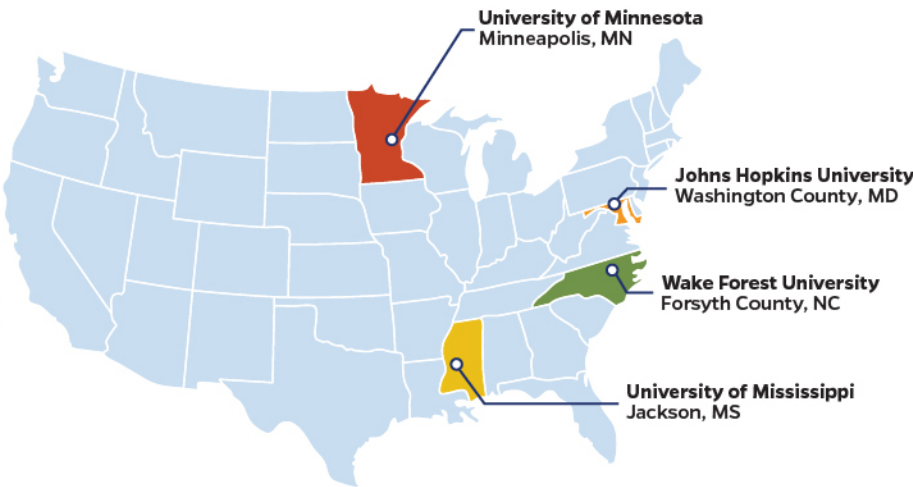 University of Minnesota
Minneapolis, MN
Johns Hopkins University
Washington County, MD
Wake Forest University
Forsyth County, NC
University of Mississippi
Jackson, MS